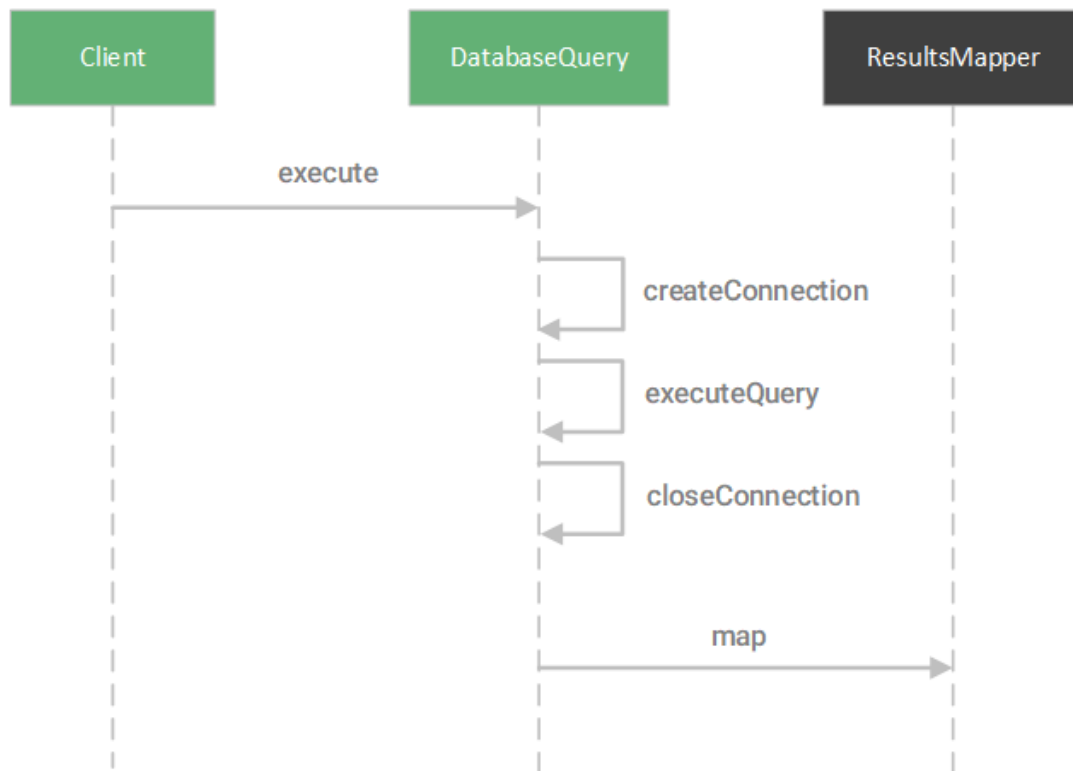 Client
DatabaseQuery
ResultsMapper
execute
createConnection
executeQuery
closeConnection
map